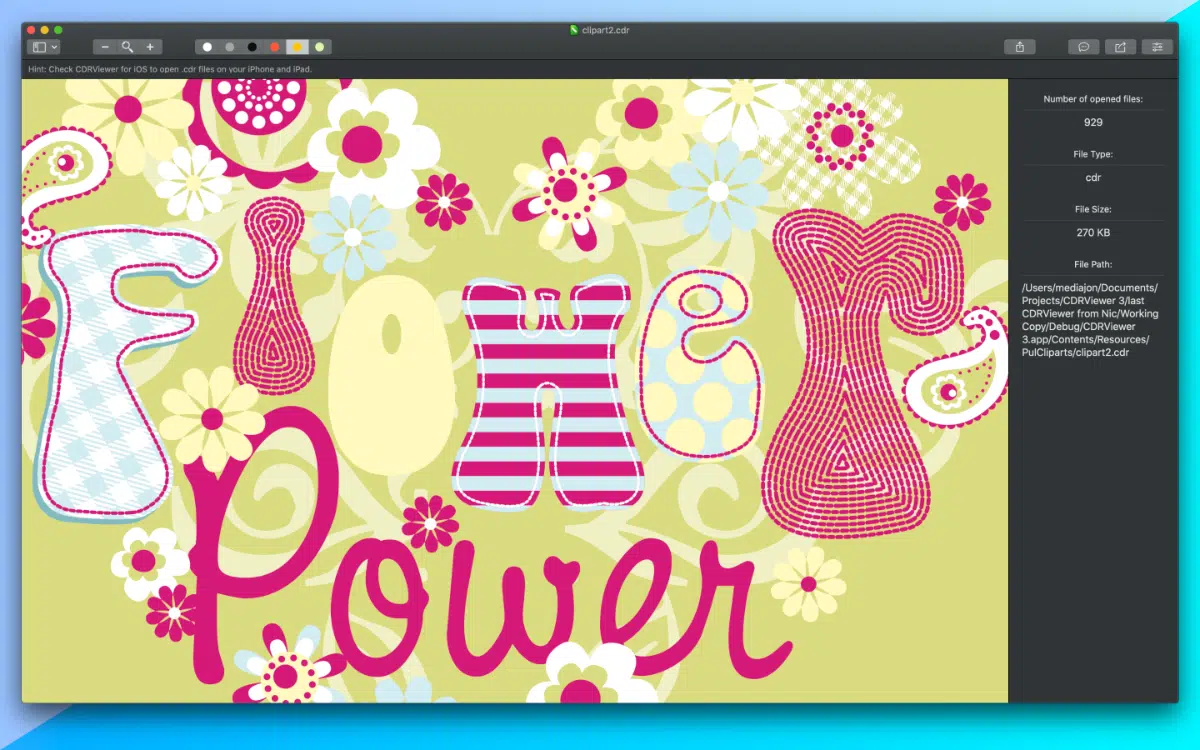 clipart2.cdr
Hint: Check CDRViewer for iOS to open .cdr files on your iPhone and iPad.
Flower
Power
Number of opened files:
929
File Type:
cdr
File Size:
270 KB
File Path:
/Users/mediajon/Documents/
Projects/CDRViewer 3/last
CDRViewer from Nic/Working
Copy/Debug/CDRViewer
3.app/Contents/Resources/
PulCliparts/clipart2.cdr